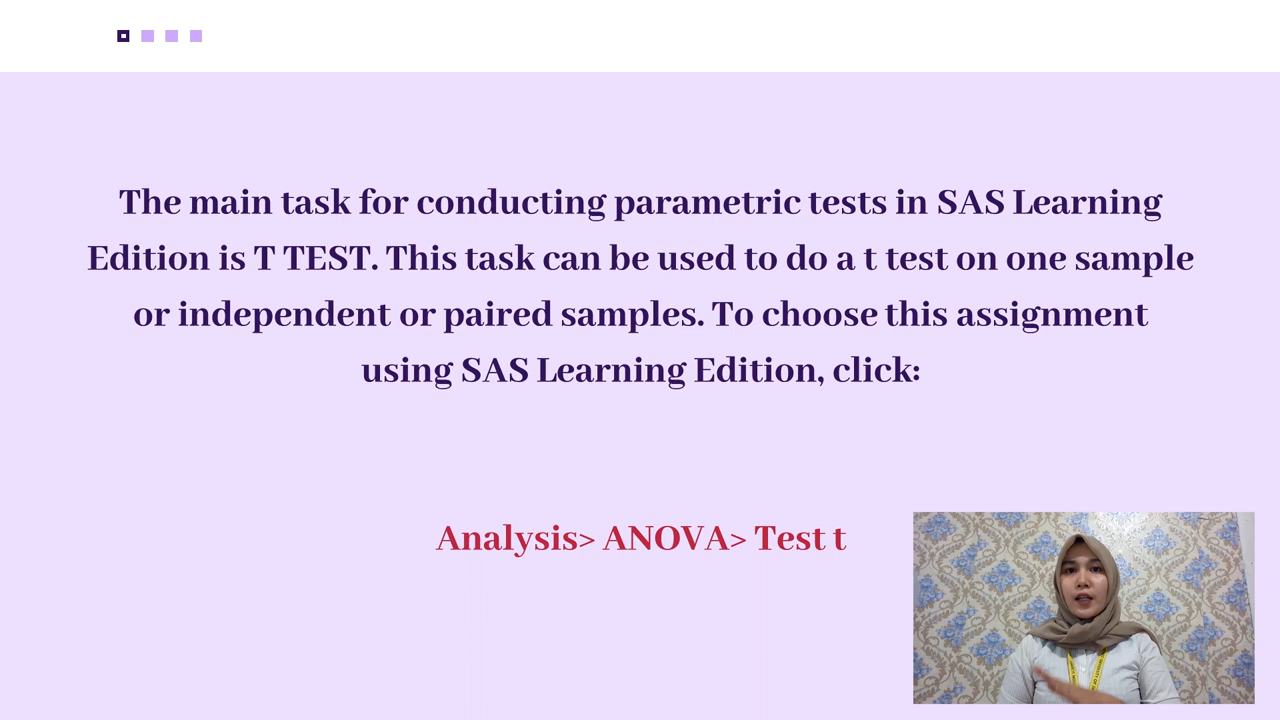 The main task for conducting parametric tests in SAS Learning
Edition is T TEST. This task can be used to do a t test on one sample
or independent or paired samples. To choose this assignment
using SAS Learning Edition, click:
Analysis> ANOVA> Test t